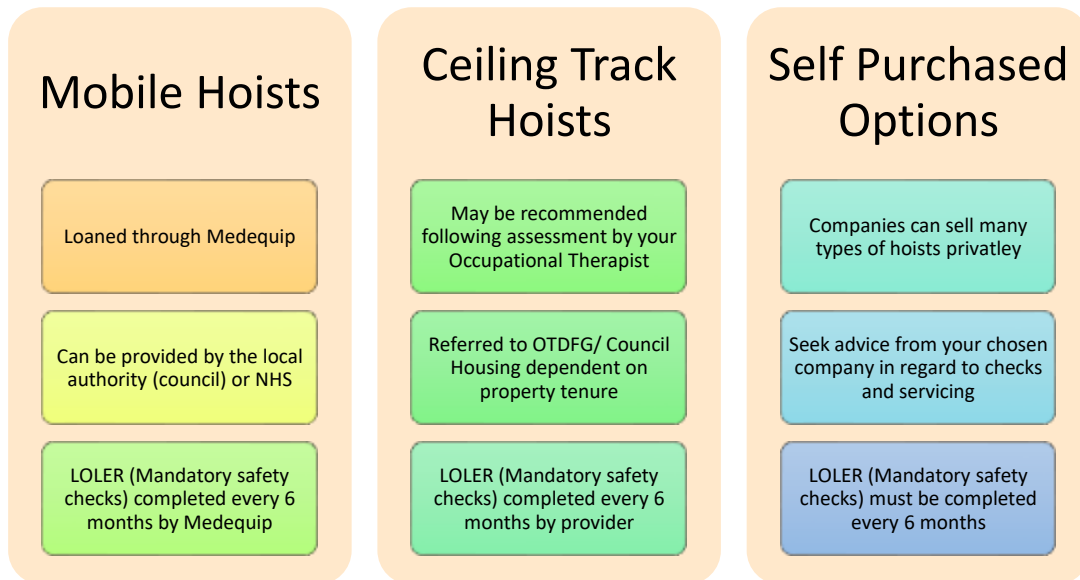 Mobile Hoists
Loaned through Medequip
Can be provided by the local
authority (council) or NHS
LOLER (Mandatory safety
checks) completed every 6
months by Medequip
Ceiling Track
Hoists
May be recommended
following assessment by your
Occupational Therapist
Referred to OTDFG/ Council
Housing dependent on
property tenure
LOLER (Mandatory safety
checks) completed every 6
months by provider
Self Purchased
Options
Companies can sell many
types of hoists privatley
Seek advice from your chosen
company in regard to checks
and servicing
LOLER (Mandatory safety
checks) must be completed
every 6 months